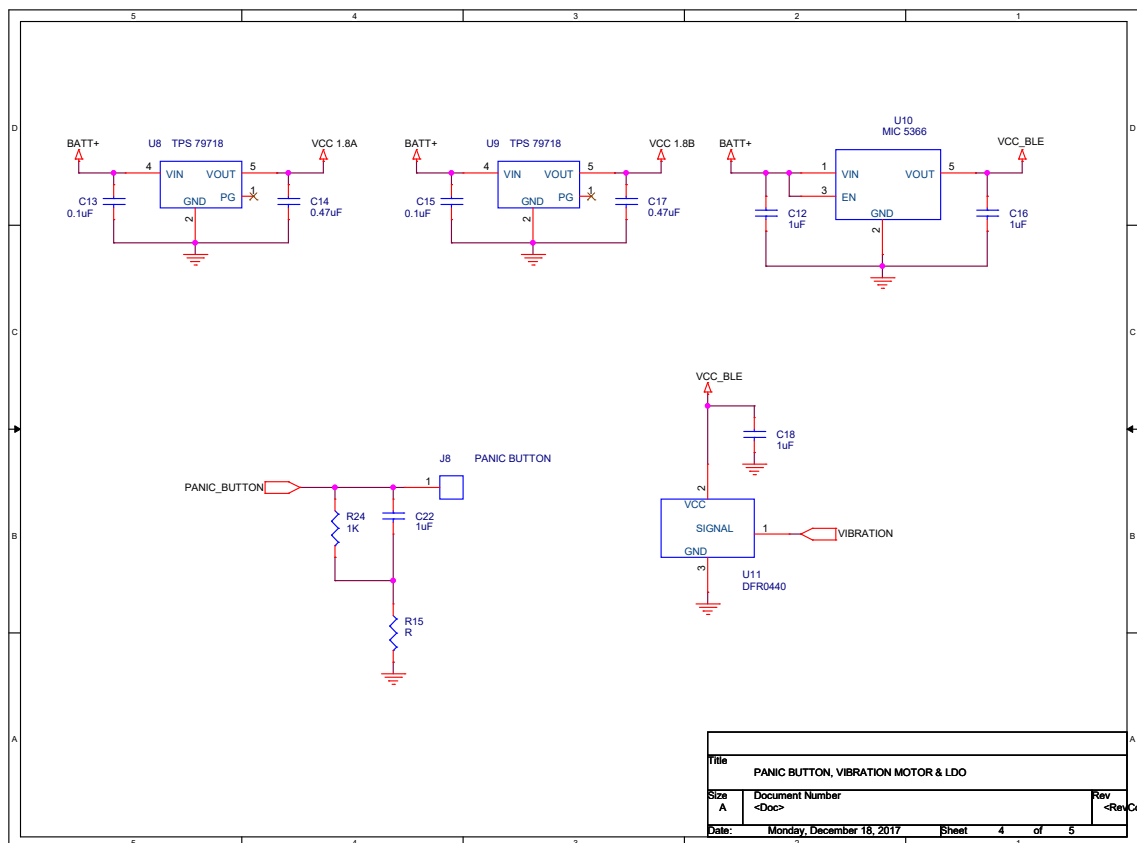 5 4 3 2 1
D D
BATT+ U8 TPS 79718 VCC 1.8A
4 VIN VOUT 5
PG 1
GND
2
C13
0.1uF
C14
0.47uF
BATT+ U9 TPS 79718 VCC 1.8B
4 VIN VOUT 5
PG 1
GND
2
C15
0.1uF
C17
0.47uF
U10
MIC 5366
BATT+ VCC_BLE
1 VIN VOUT 5
3 EN
GND
2
C12
1uF
C16
1uF
C C
VCC_BLE
C18
1uF
2
VCC
SIGNAL 1 VIBRATION
GND
3
U11
DFR0440
J8 PANIC BUTTON
PANIC_BUTTON 1
R24
1K
C22
1uF
B B
R15
R
A A
Title
PANIC BUTTON, VIBRATION MOTOR & LDO
Size Document Number Rev
A <Doc> <RevCo
Date: Monday, December 18, 2017 Sheet 4 of 5
5 4 3 2 1